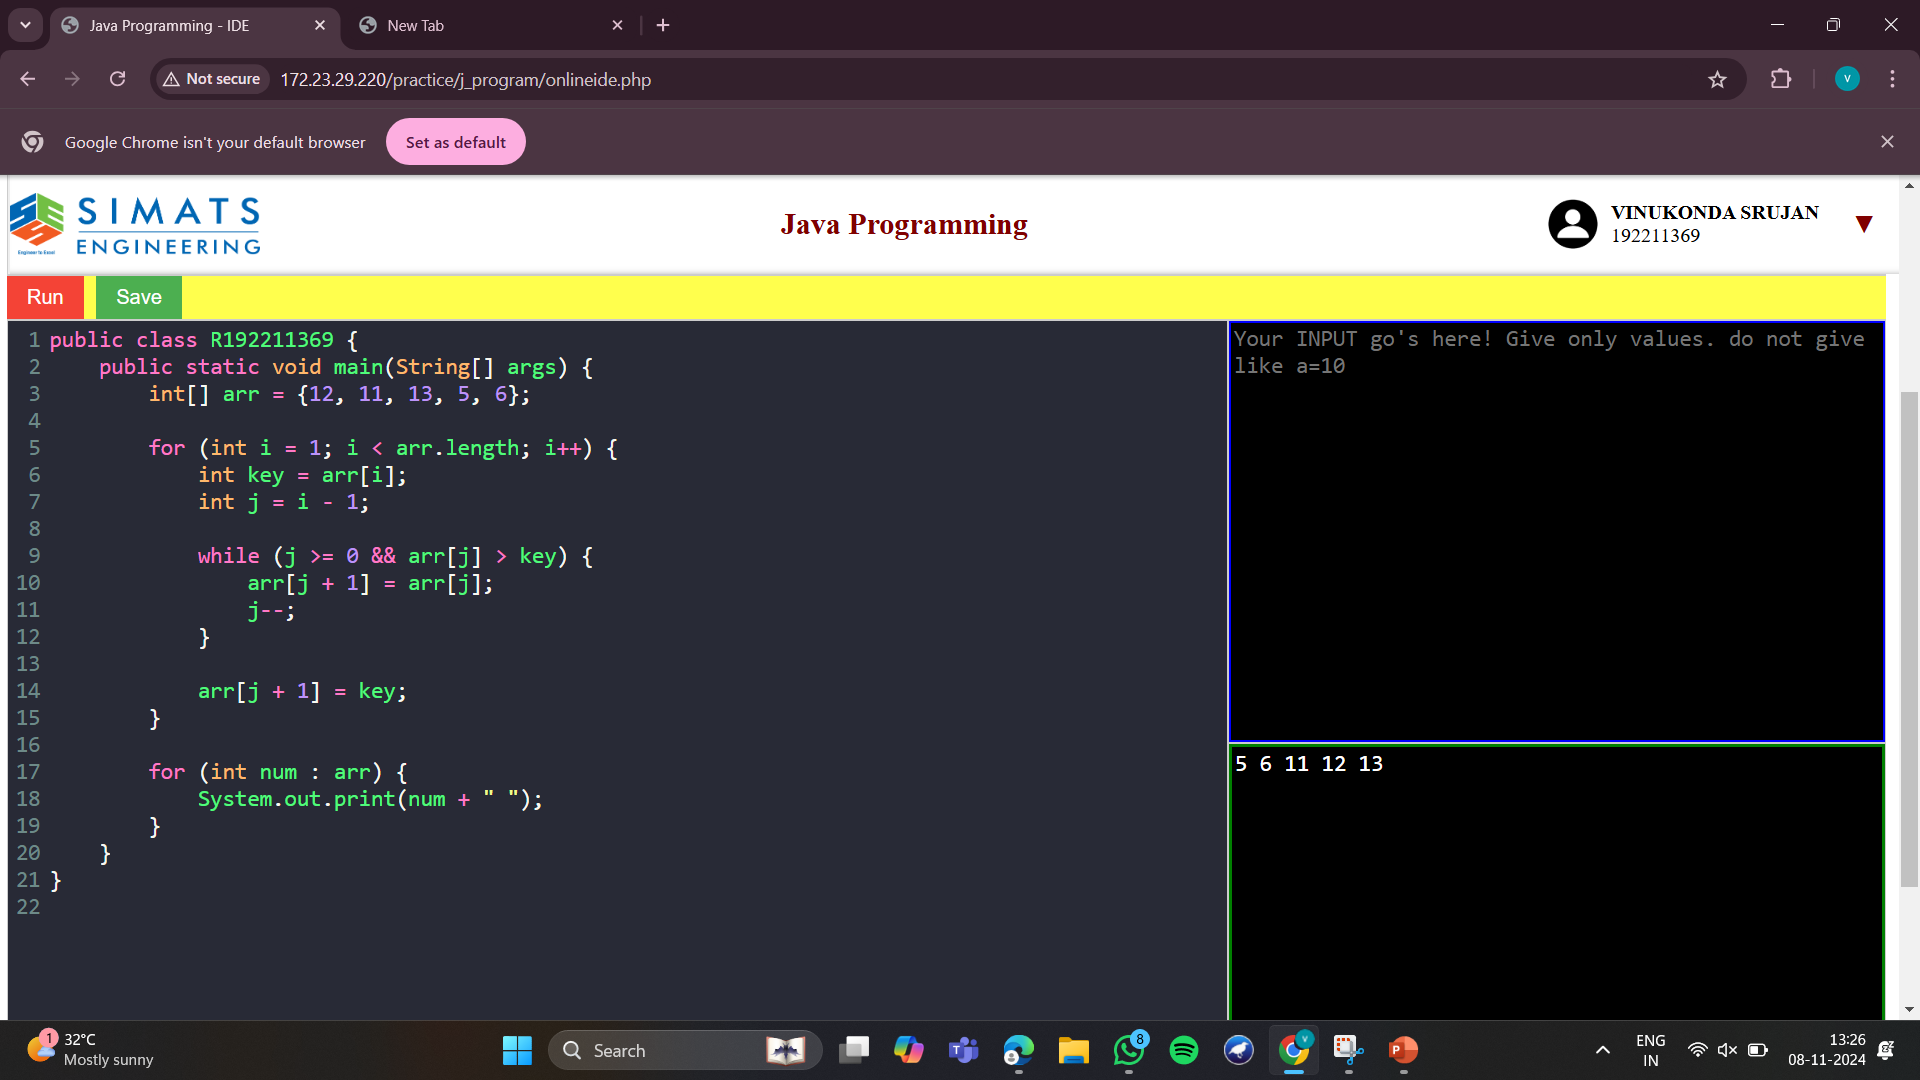 Java Programming - IDE
New Tab
Not secure
172.23.29.220/practice/j_program/onlineide.php
V
Google Chrome isn't your default browser
Set as default
SIMATS
ENGINEERING
Engineer to Excel
Java Programming
VINUKONDA SRUJAN
192211369
Run
Save
1 public class R192211369 {
2     public static void main(String[] args) {
3         int[] arr = {12, 11, 13, 5, 6};
4
5         for (int i = 1; i < arr.length; i++) {
6             int key = arr[i];
7             int j = i - 1;
8
9             while (j >= 0 && arr[j] > key) {
10                 arr[j + 1] = arr[j];
11                 j--;
12             }
13
14             arr[j + 1] = key;
15         }
16
17         for (int num : arr) {
18             System.out.print(num + " ");
19         }
20     }
21 }
22
Your INPUT go's here! Give only values. do not give
like a=10
5 6 11 12 13
1
32°C
Mostly sunny
Search
8
V
ENG
IN
13:26
08-11-2024